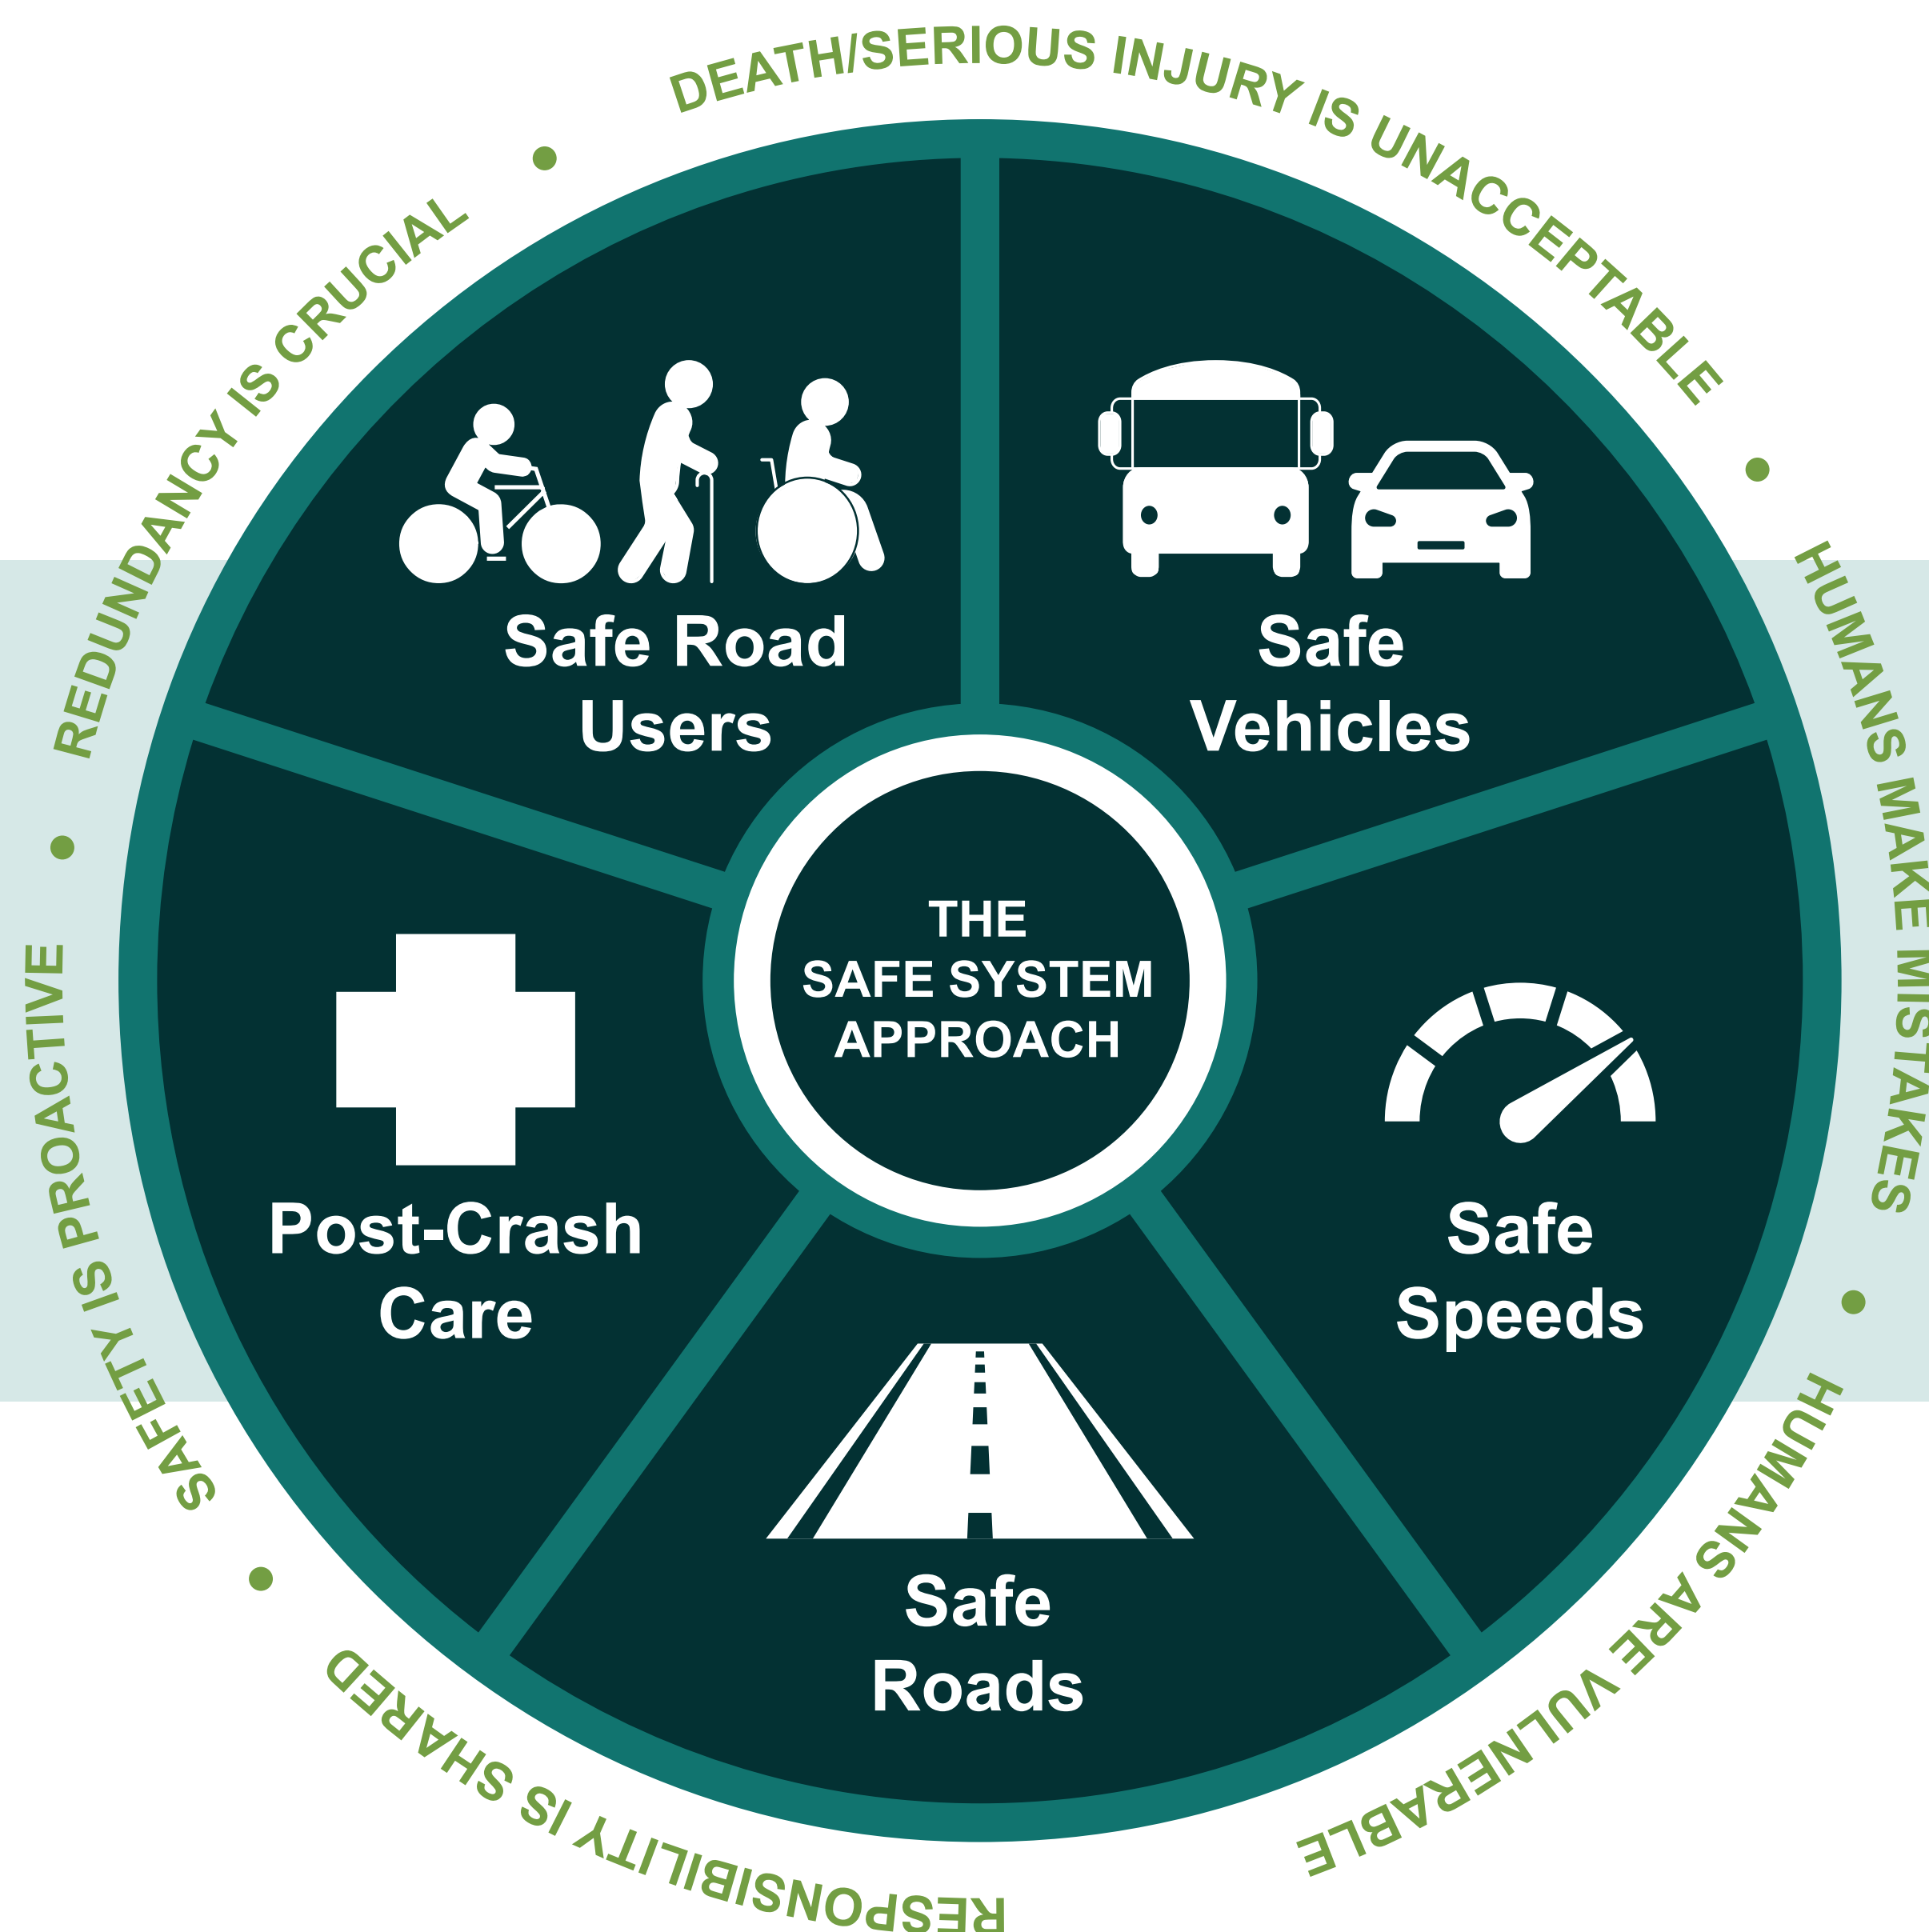 DEATH/SERIOUS INJURY IS UNACCEPTABLE
HUMANS MAKE MISTAKES
HUMANS ARE VULNERABLE
RESPONSIBILITY IS SHARED
SAFETY IS PROACTIVE
REDUNDANCY IS CRUCIAL
Safe Road
Users
Safe
Vehicles
THE
SAFE SYSTEM
APPROACH
Post-Crash
Care
Safe
Speeds
Safe
Roads